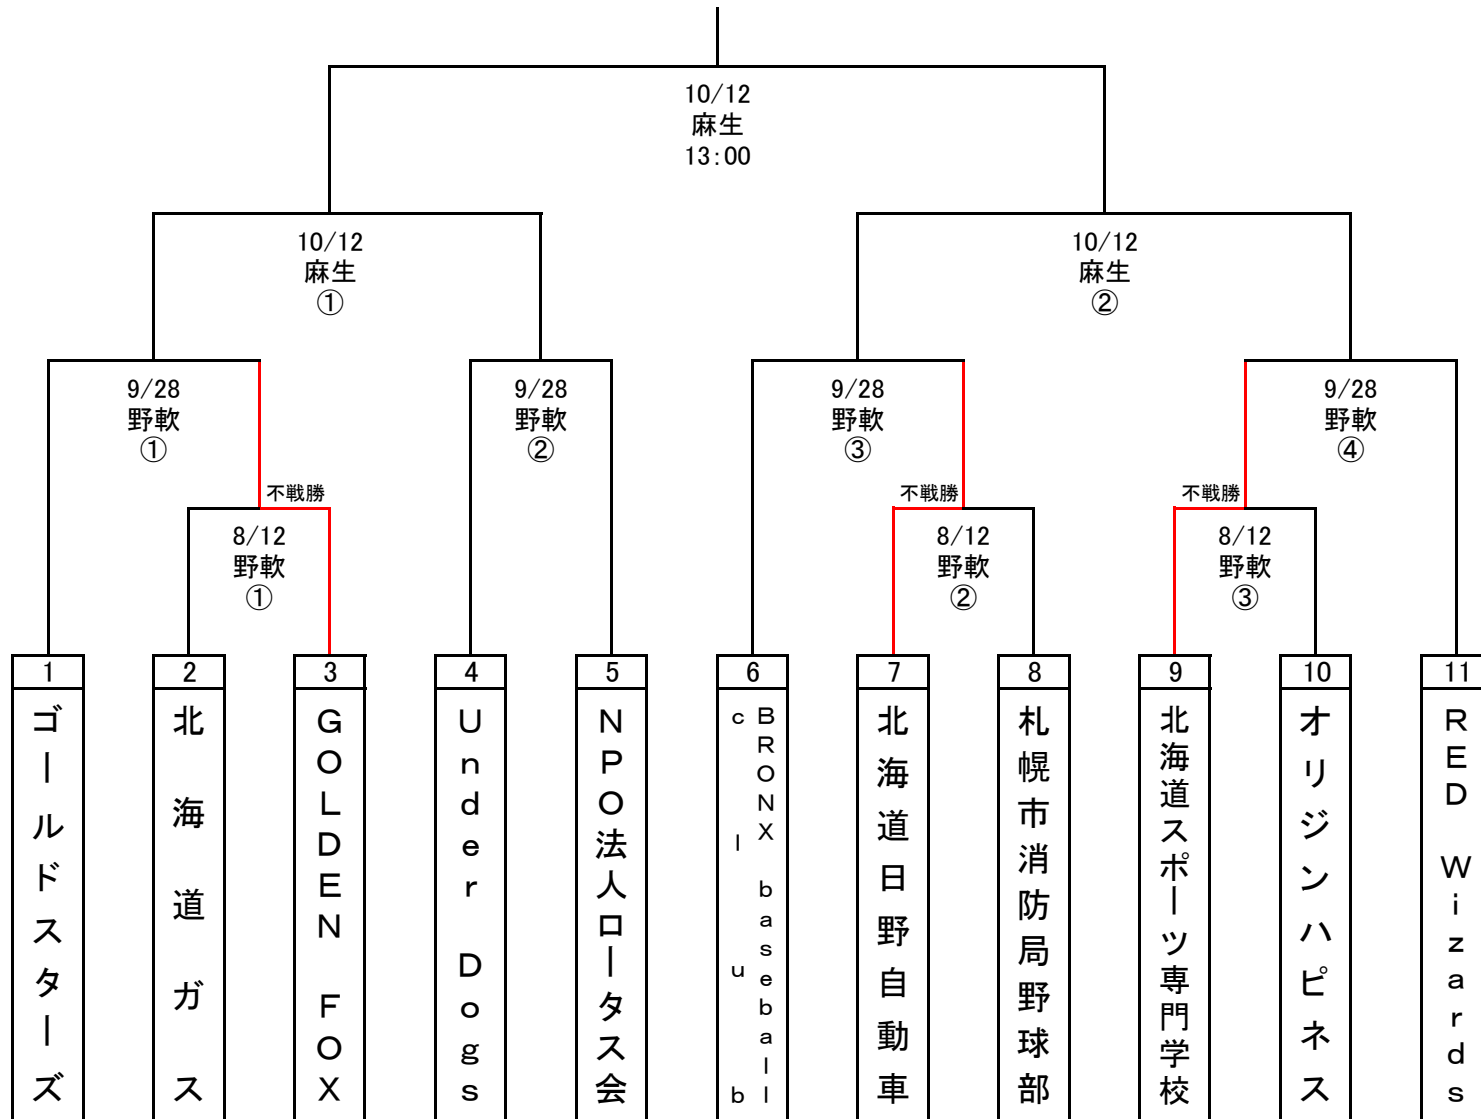 10/12
麻生
13:00
10/12
麻生
①
10/12
麻生
②
9/28
野軟
①
9/28
野軟
②
9/28
野軟
③
9/28
野軟
④
不戦勝
不戦勝
不戦勝
8/12
野軟
①
8/12
野軟
②
8/12
野軟
③
1
2
3
4
5
6
7
8
9
10
11
ゴールドスターズ
北海道ガス
GOLDEN FOX
Under Dogs
NPO法人ロータス会
BRONX baseball
club
北海道日野自動車
札幌市消防局野球部
北海道スポーツ専門学校
オリジンハピネス
RED Wizards